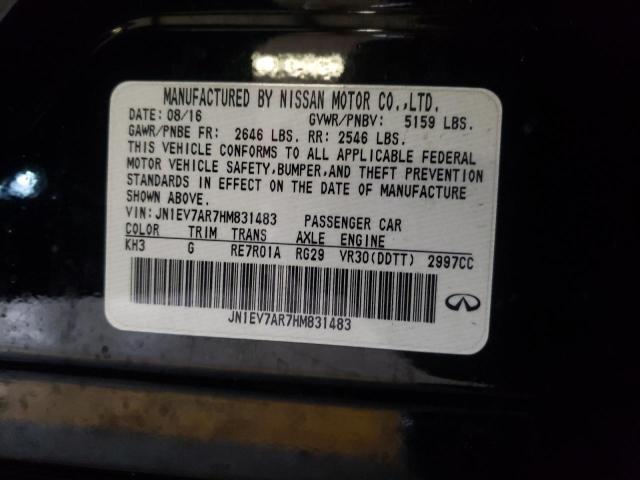 MANUFACTURED BY NISSAN MOTOR CO.,LTD.
DATE: 08/16 GVWR/PNBV: 5159 LBS.
GAWR/PNBE FR: 2646 LBS. RR: 2546 LBS.
THIS VEHICLE CONFORMS TO ALL APPLICABLE FEDERAL
MOTOR VEHICLE SAFETY,BUMPER,AND THEFT PREVENTION
STANDARDS IN EFFECT ON THE DATE OF MANUFACTURE
SHOWN ABOVE.
VIN:JN1EV7AR7HM831483 PASSENGER CAR
COLOR TRIM TRANS AXLE ENGINE
KH3 G RE7R01A RG29 VR30(DDTT) 2997CC
JN1EV7AR7HM831483